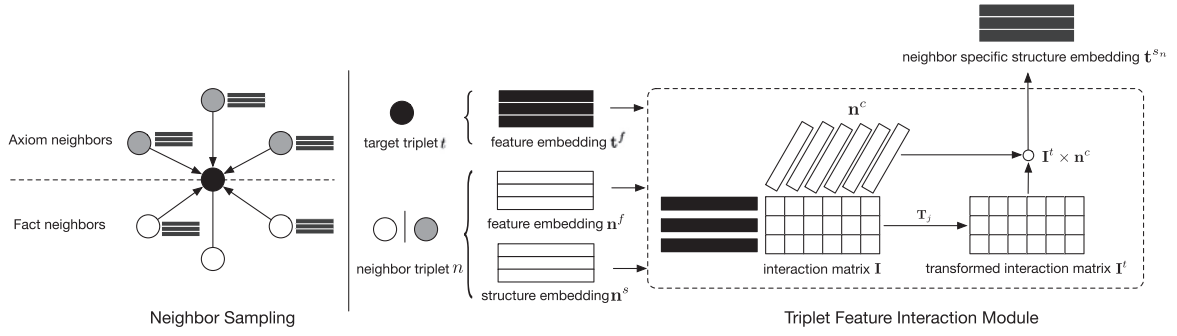 neighbor specific structure embedding t^{s_n}
n^c
target triplet t
feature embedding t^f
Axiom neighbors
I^t × n^c
Fact neighbors
feature embedding n^f
T_j
neighbor triplet n
interaction matrix I
transformed interaction matrix I^t
structure embedding n^s
Neighbor Sampling
Triplet Feature Interaction Module